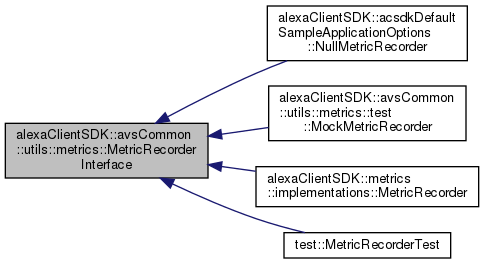 alexaClientSDK::avsCommon
::utils::metrics::MetricRecorder
Interface
alexaClientSDK::acsdkDefault
SampleApplicationOptions
::NullMetricRecorder
alexaClientSDK::avsCommon
::utils::metrics::test
::MockMetricRecorder
alexaClientSDK::metrics
::implementations::MetricRecorder
test::MetricRecorderTest